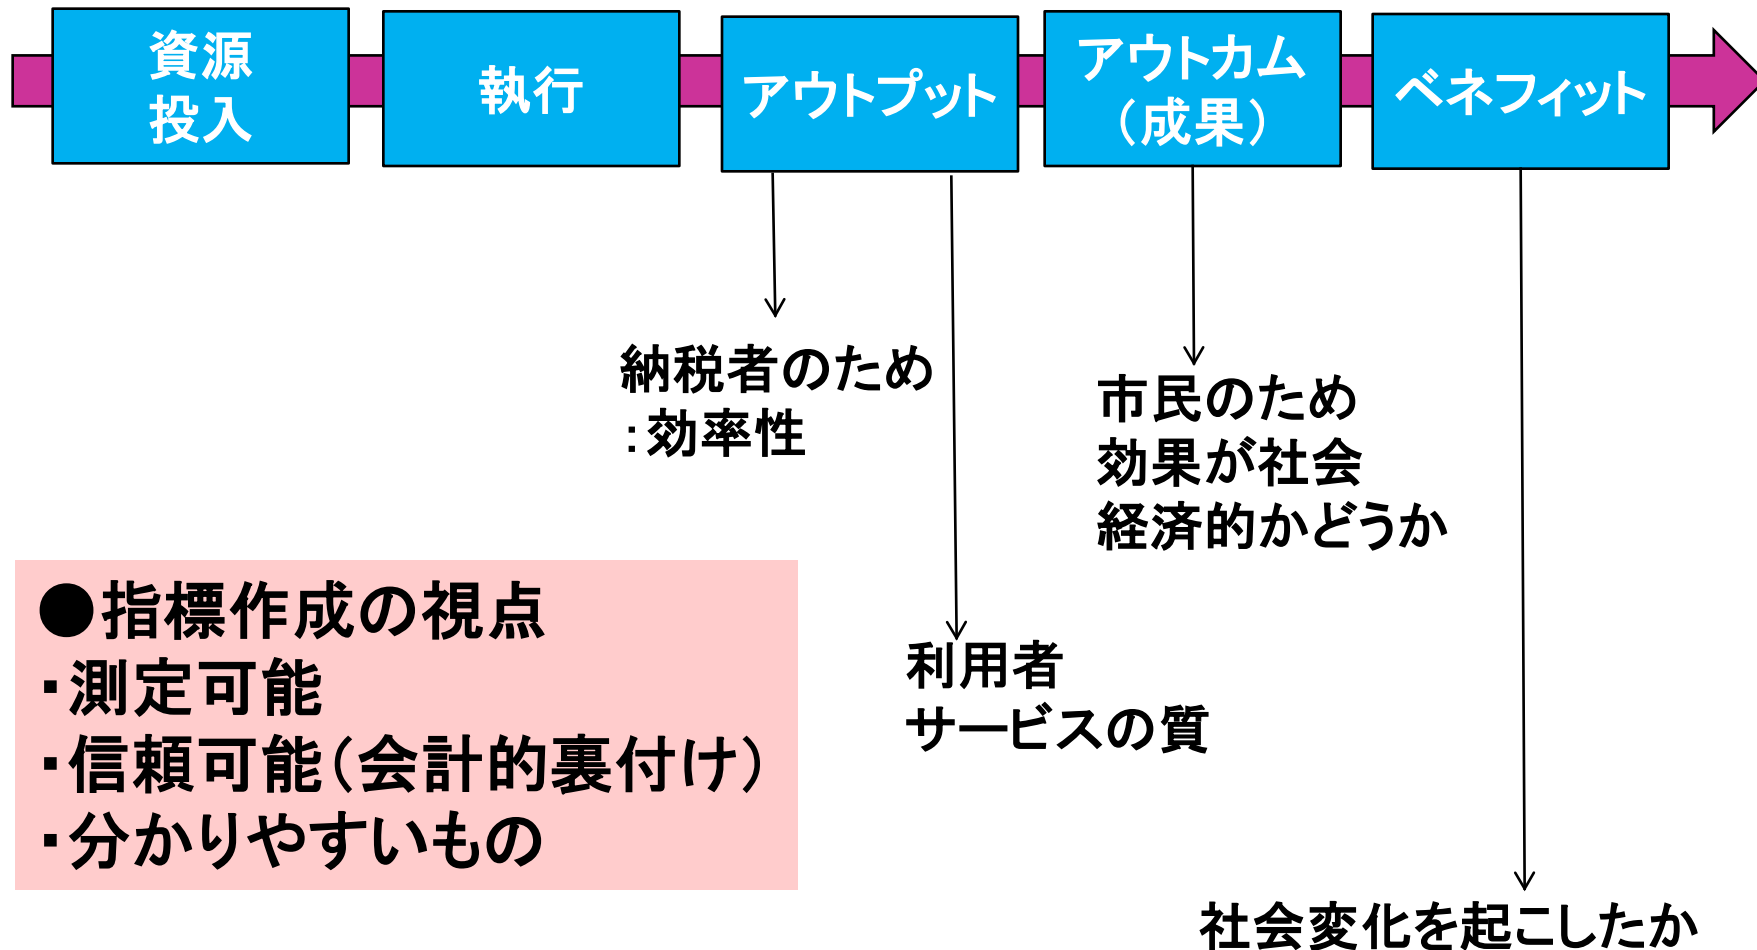 資源
投入
執行
アウトプット
アウトカム
（成果）
ベネフィット
納税者のため
：効率性
市民のため
効果が社会
経済的かどうか
利用者
サービスの質
社会変化を起こしたか
●指標作成の視点
・測定可能
・信頼可能（会計的裏付け）
・分かりやすいもの